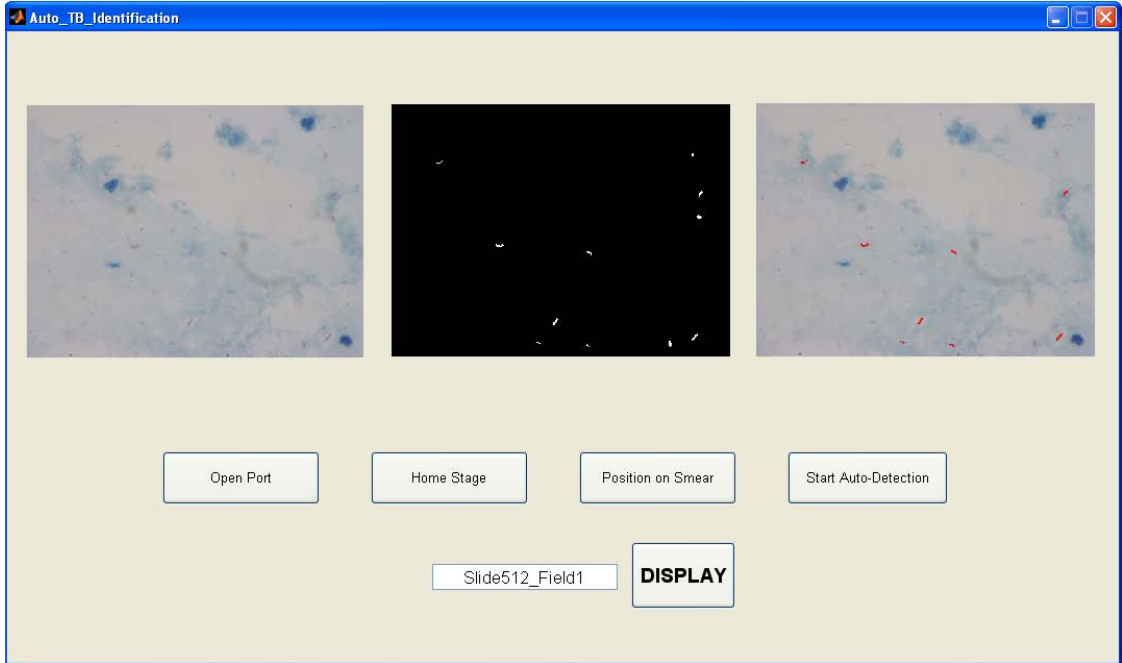 Auto_TB_Identification
Open Port
Home Stage
Position on Smear
Start Auto-Detection
Slide512_Field1
DISPLAY